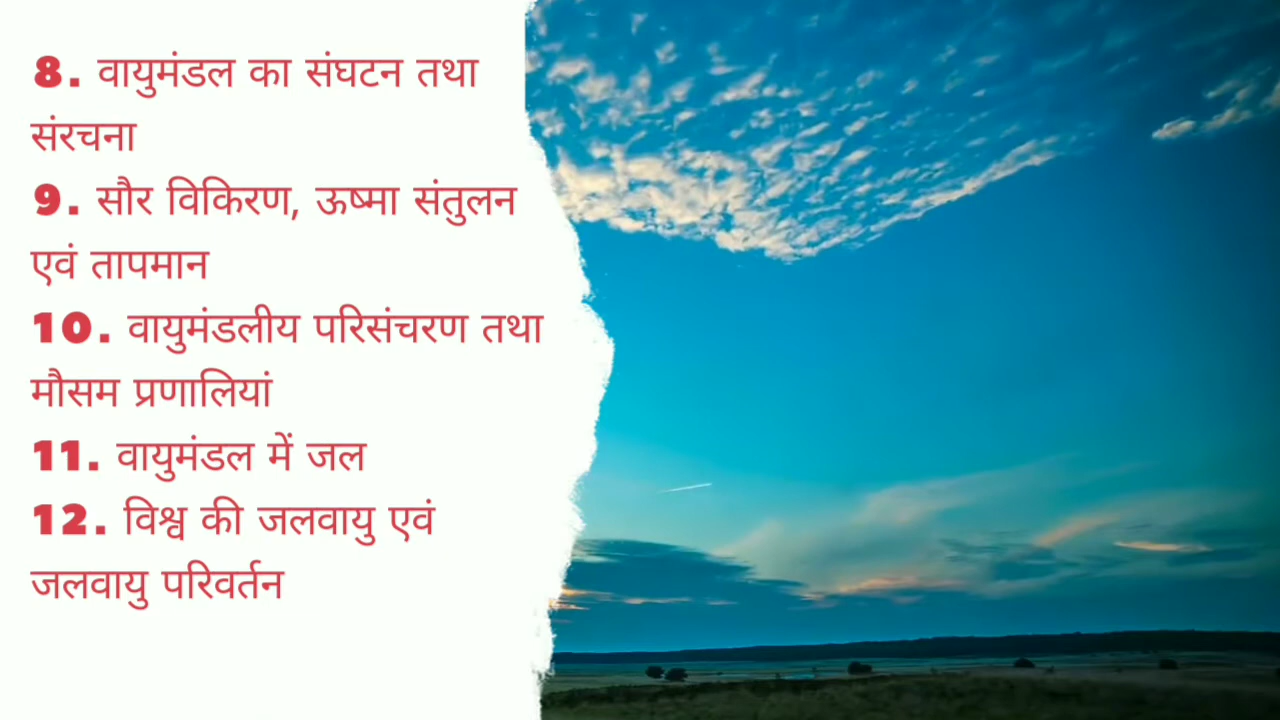 8. वायुमंडल का संघटन तथा
संरचना
9. सौर विकिरण, ऊष्मा संतुलन
एवं तापमान
10. वायुमंडलीय परिसंचरण तथा
मौसम प्रणालियां
11. वायुमंडल में जल
12. विश्व की जलवायु एवं
जलवायु परिवर्तन